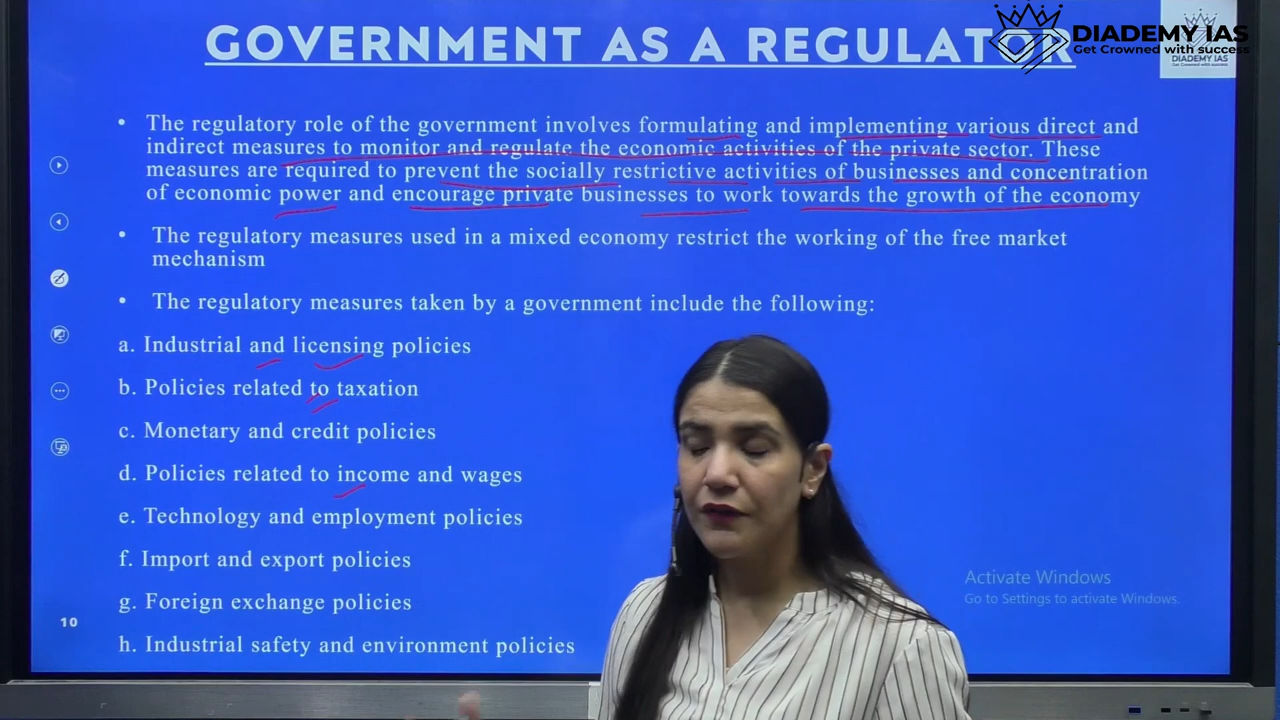 GOVERNMENT AS A REGULATOR
DIADEMY IAS
Get Crowned with success
DIADEMY IAS
Get Crowned with success
• The regulatory role of the government involves formulating and implementing various direct and
indirect measures to monitor and regulate the economic activities of the private sector. These
measures are required to prevent the socially restrictive activities of businesses and concentration
of economic power and encourage private businesses to work towards the growth of the economy
• The regulatory measures used in a mixed economy restrict the working of the free market
mechanism
• The regulatory measures taken by a government include the following:
a. Industrial and licensing policies
b. Policies related to taxation
c. Monetary and credit policies
d. Policies related to income and wages
e. Technology and employment policies
f. Import and export policies
g. Foreign exchange policies
h. Industrial safety and environment policies
Activate Windows
Go to Settings to activate Windows.
10